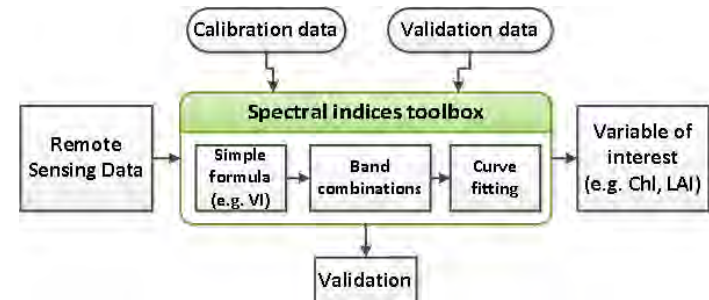 Calibration data
Validation data
Spectral indices toolbox
Remote
Sensing Data
Simple
formula
(e.g. VI)
Band
combinations
Curve
fitting
Variable of
interest
(e.g. Chl, LAI)
Validation